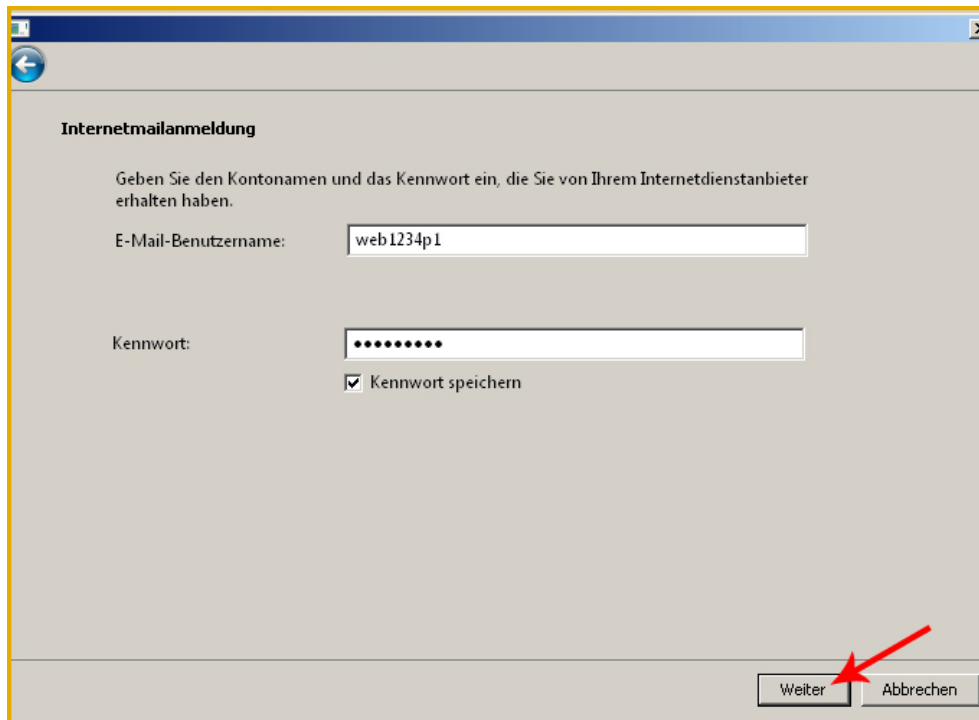 Internetmailanmeldung
Geben Sie den Kontonamen und das Kennwort ein, die Sie von Ihrem Internetdienstanbieter
erhalten haben.
E-Mail-Benutzername: web1234p1
Kennwort: •••••••••
Kennwort speichern
Weiter Abbrechen